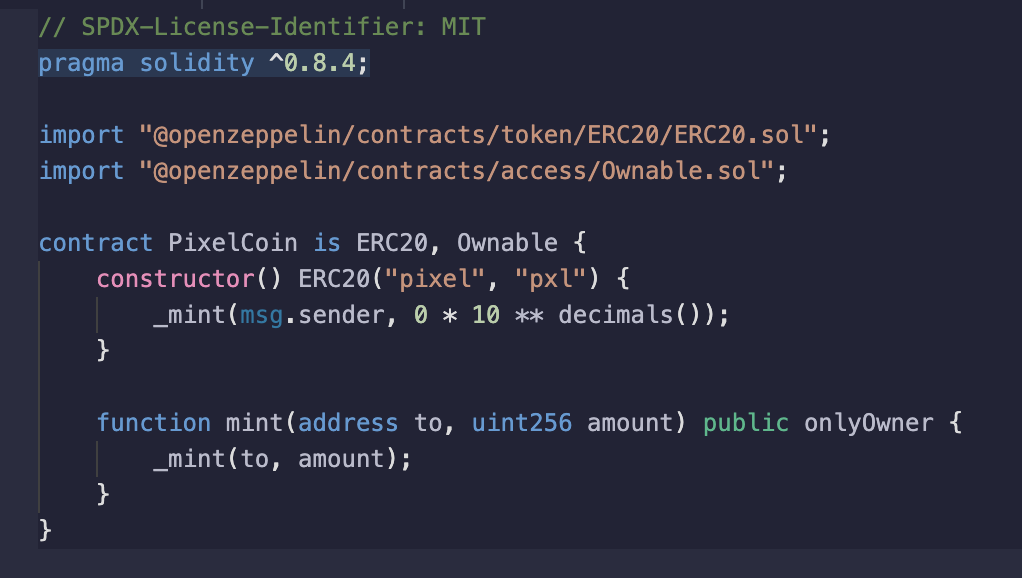 // SPDX-License-Identifier: MIT
pragma solidity ^0.8.4;
import "@openzeppelin/contracts/token/ERC20/ERC20.sol";
import "@openzeppelin/contracts/access/Ownable.sol";
contract PixelCoin is ERC20, Ownable {
constructor() ERC20("pixel", "pxl") {
_mint(msg.sender, 0 * 10 ** decimals());
}
function mint(address to, uint256 amount) public onlyOwner {
_mint(to, amount);
}
}